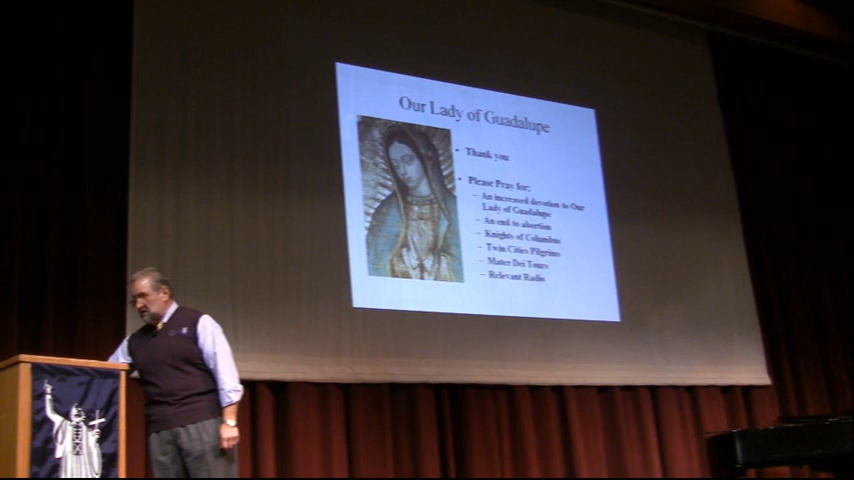 Our Lady of Guadalupe
• Thank you
• Please Pray for:
– An increased devotion to Our
Lady of Guadalupe
– An end to abortion
– Knights of Columbus
– Twin Cities Pilgrims
– Mater Dei Tours
– Relevant Radio